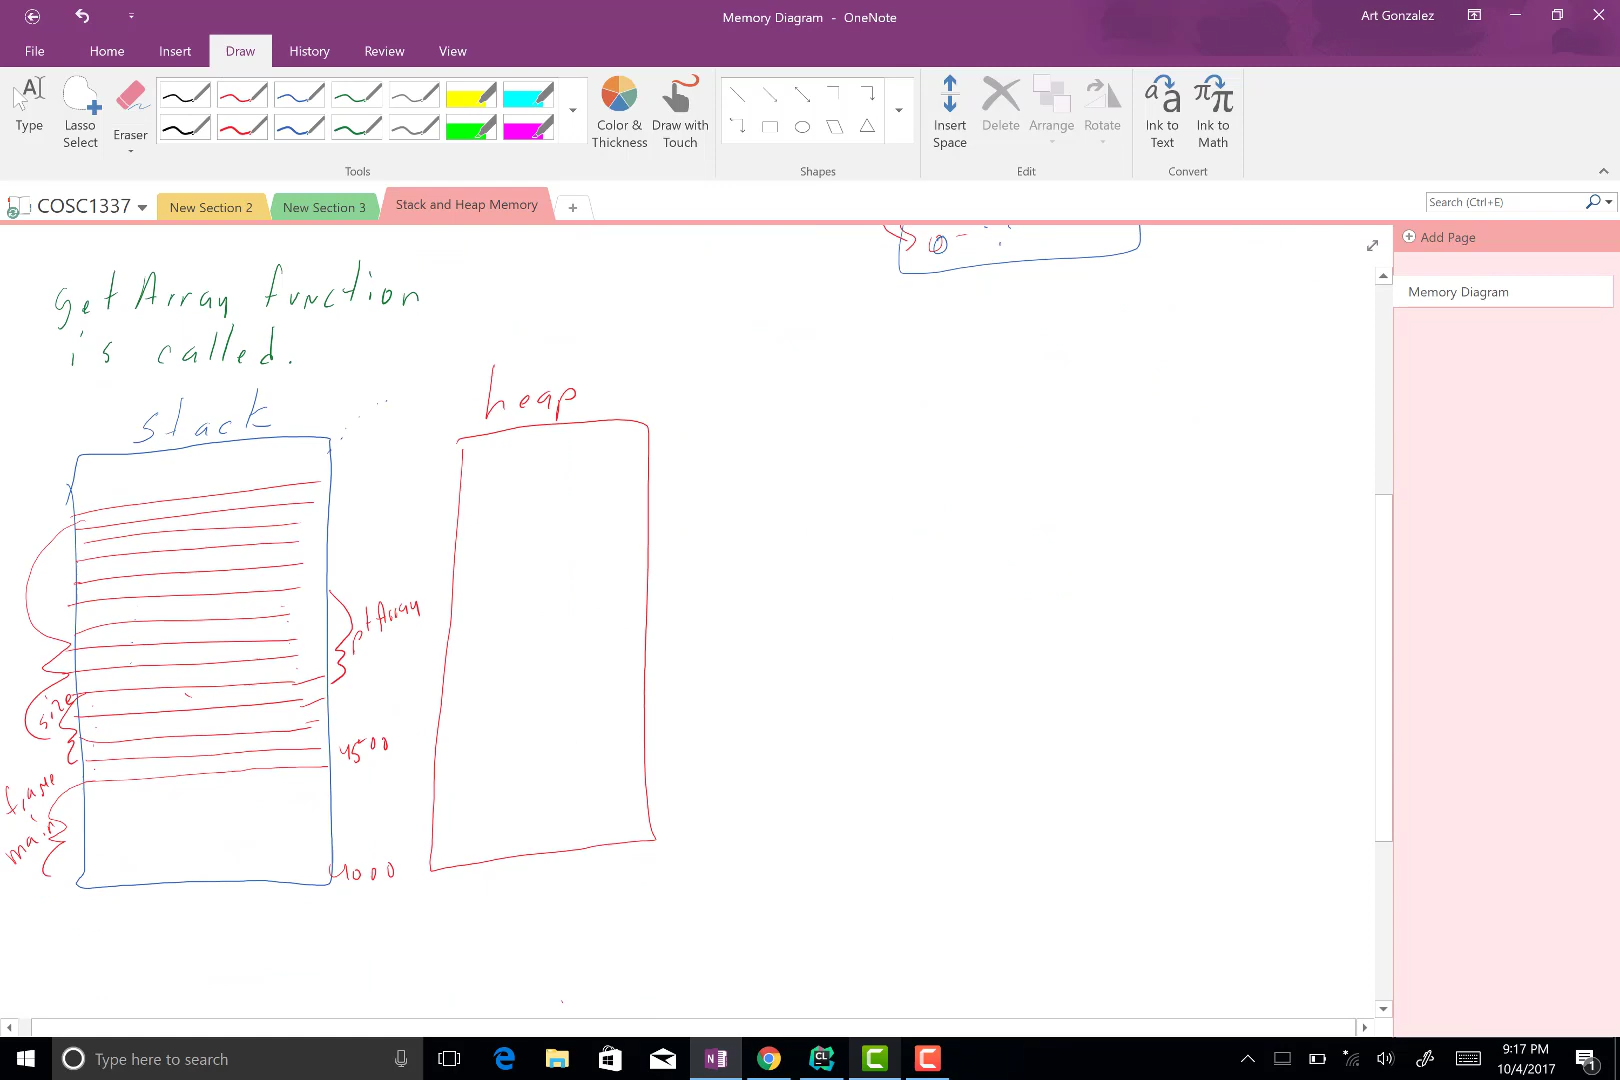 Memory Diagram - OneNote
Art Gonzalez
File
Home
Insert
Draw
History
Review
View
Type
Lasso
Select
Eraser
Color &
Thickness
Draw with
Touch
Insert
Space
Delete
Arrange
Rotate
Ink to
Text
Ink to
Math
Tools
Shapes
Edit
Convert
COSC1337
New Section 2
New Section 3
Stack and Heap Memory
Search (Ctrl+E)
Add Page
Memory Diagram
getArray function
is called.
stack
heap
ptArray
size
4500
frame
main
4000
Type here to search
9:17 PM
10/4/2017